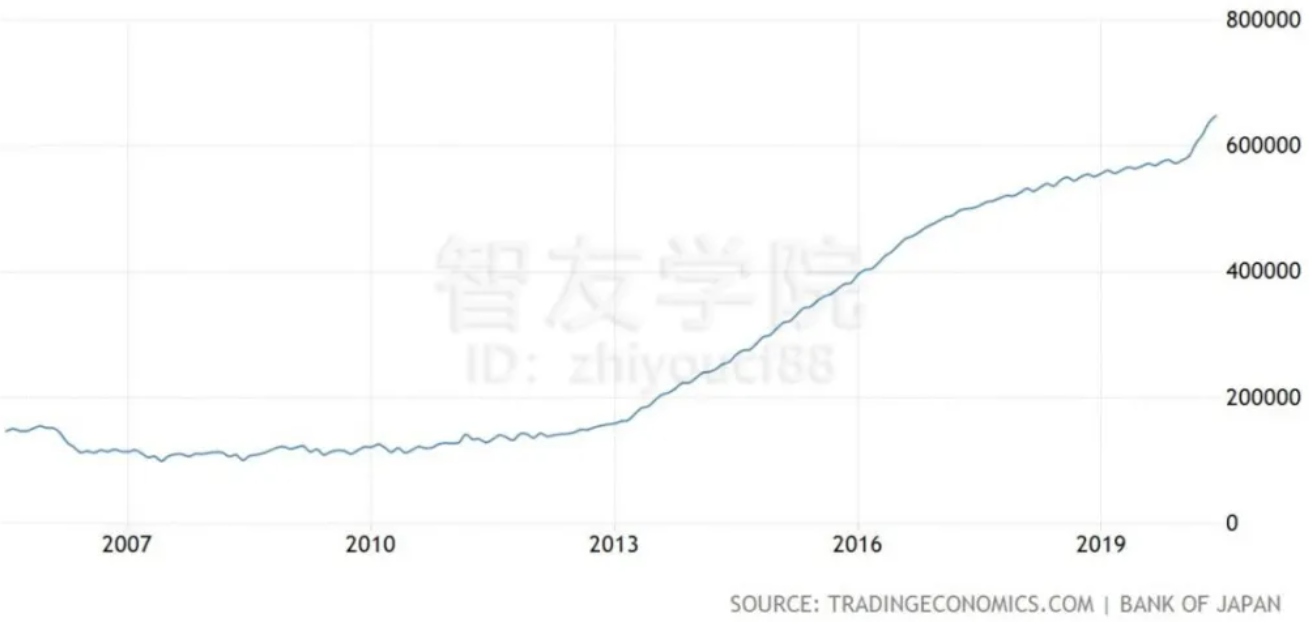 800000
600000
智友学院
400000
ID: zhiyouci88
200000
0
2007 2010 2013 2016 2019
SOURCE: TRADINGECONOMICS.COM | BANK OF JAPAN